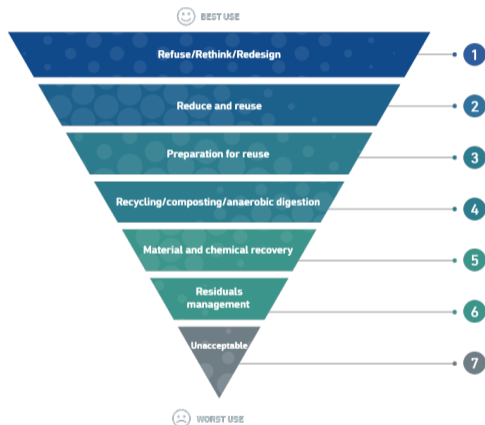 BEST USE
Refuse/Rethink/Redesign
1
Reduce and reuse
2
Preparation for reuse
3
Recycling/composting/anaerobic digestion
4
Material and chemical recovery
5
Residuals
management
6
Unacceptable
7
WORST USE